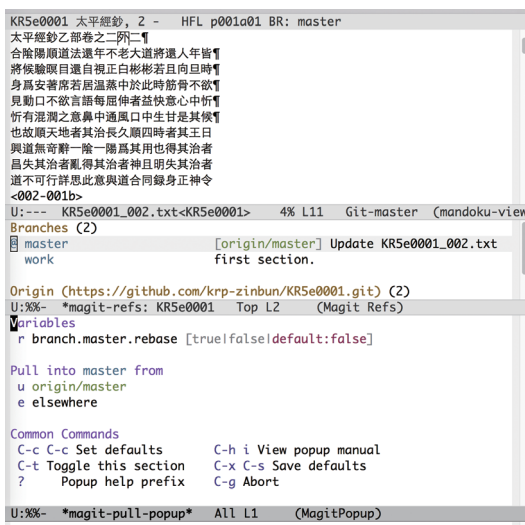 KR5e0001 太平經鈔, 2 - HFL p001a01 BR: master
太平經鈔乙部卷之二外二¶
合陰陽順道法還年不老大道將還人年皆¶
將候驗瞑目還自視正白彬彬若且向旦時¶
身爲安著席若居温蒸中於此時筋骨不欲¶
見動口不欲言語每屈伸者益快意心中忻¶
忻有混潤之意鼻中通風口中生甘是其候¶
也故順天地者其治長久順四時者其王日
興道無竒辭一陰一陽爲其用也得其治者
昌失其治者亂得其治者神且明失其治者
道不可行詳思此意與道合同録身正神令
<002-001b>
U:--- KR5e0001_002.txt<KR5e0001> 4% L11 Git-master (mandoku-view
Branches (2)
@ master [origin/master] Update KR5e0001_002.txt
work first section.
Origin (https://github.com/krp-zinbun/KR5e0001.git) (2)
U:%%- *magit-refs: KR5e0001 Top L2 (Magit Refs)
Variables
r branch.master.rebase [true|false|default:false]
Pull into master from
u origin/master
e elsewhere
Common Commands
C-c C-c Set defaults C-h i View popup manual
C-t Toggle this section C-x C-s Save defaults
? Popup help prefix C-g Abort
U:%%- *magit-pull-popup* All L1 (MagitPopup)